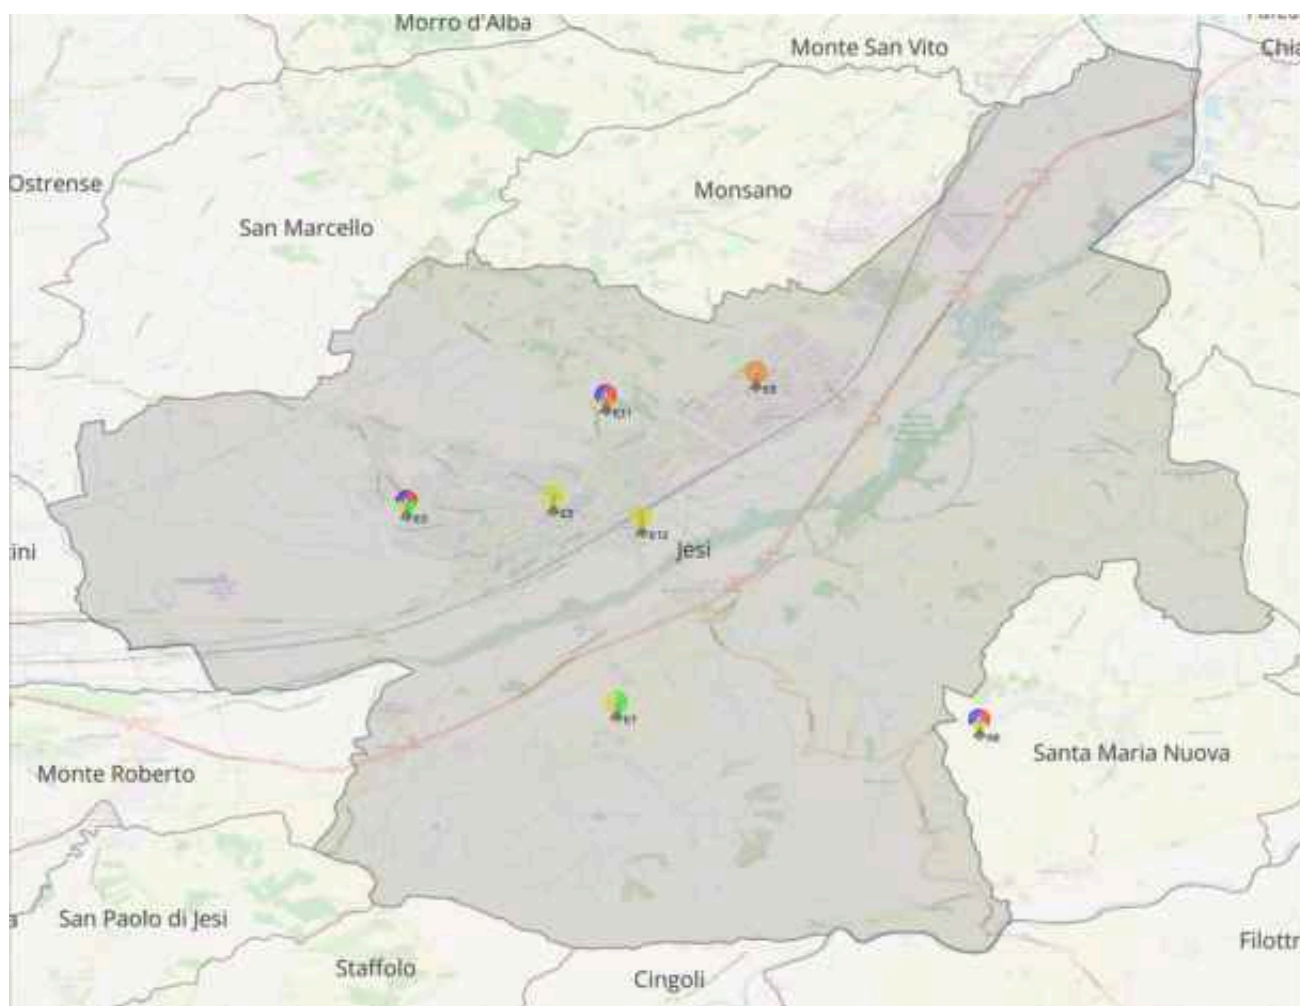 Morro d'Alba
Monte San Vito
Chia
Monsano
Ostrense
San Marcello
Jesi
ini
Santa Maria Nuova
Monte Roberto
San Paolo di Jesi
Filottr
Staffolo
Cingoli